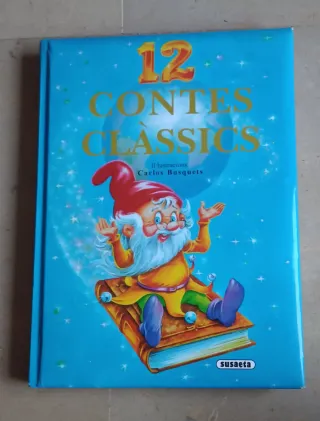 12
CONTES
CLÀSSICS
Il·lustracions
Carlos Busquets
susaeta